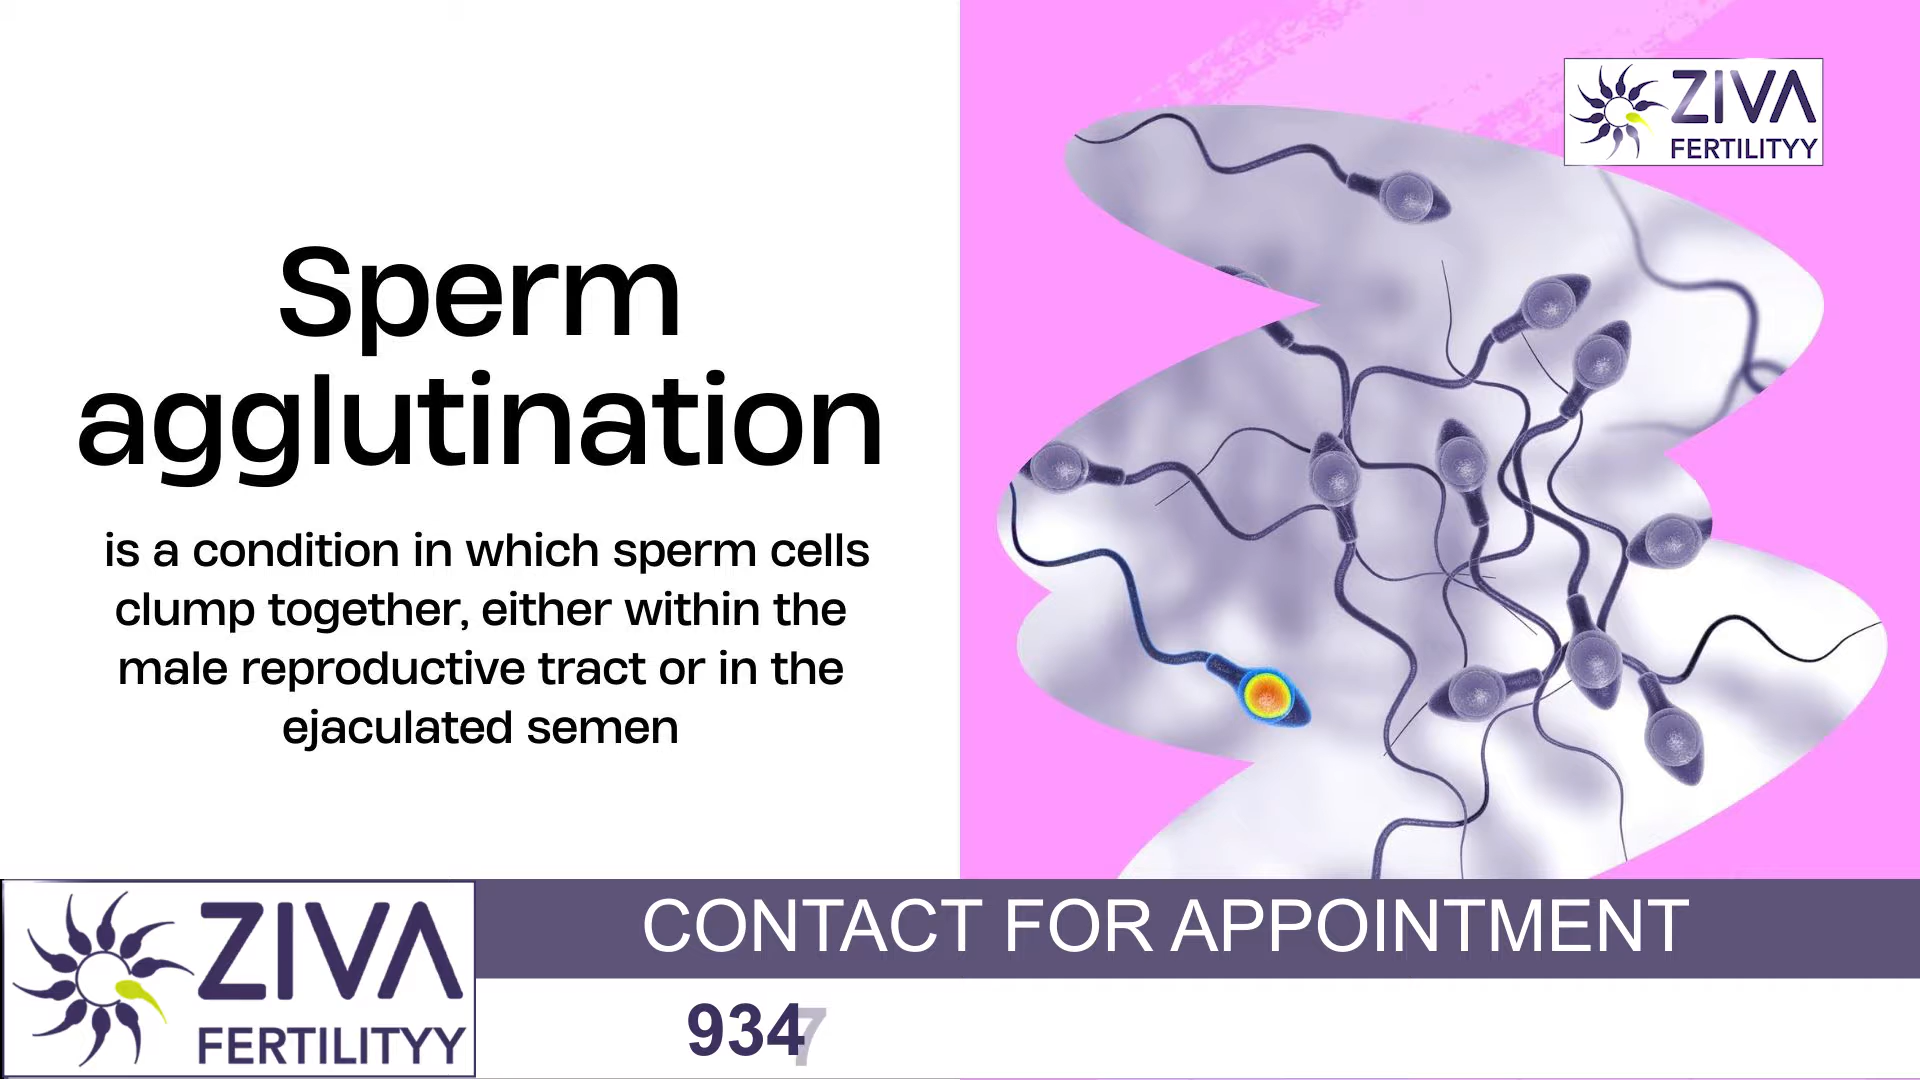 ZIVA
FERTILITYY
Sperm
agglutination
is a condition in which sperm cells
clump together, either within the
male reproductive tract or in the
ejaculated semen
ZIVA
FERTILITYY
CONTACT FOR APPOINTMENT
9347